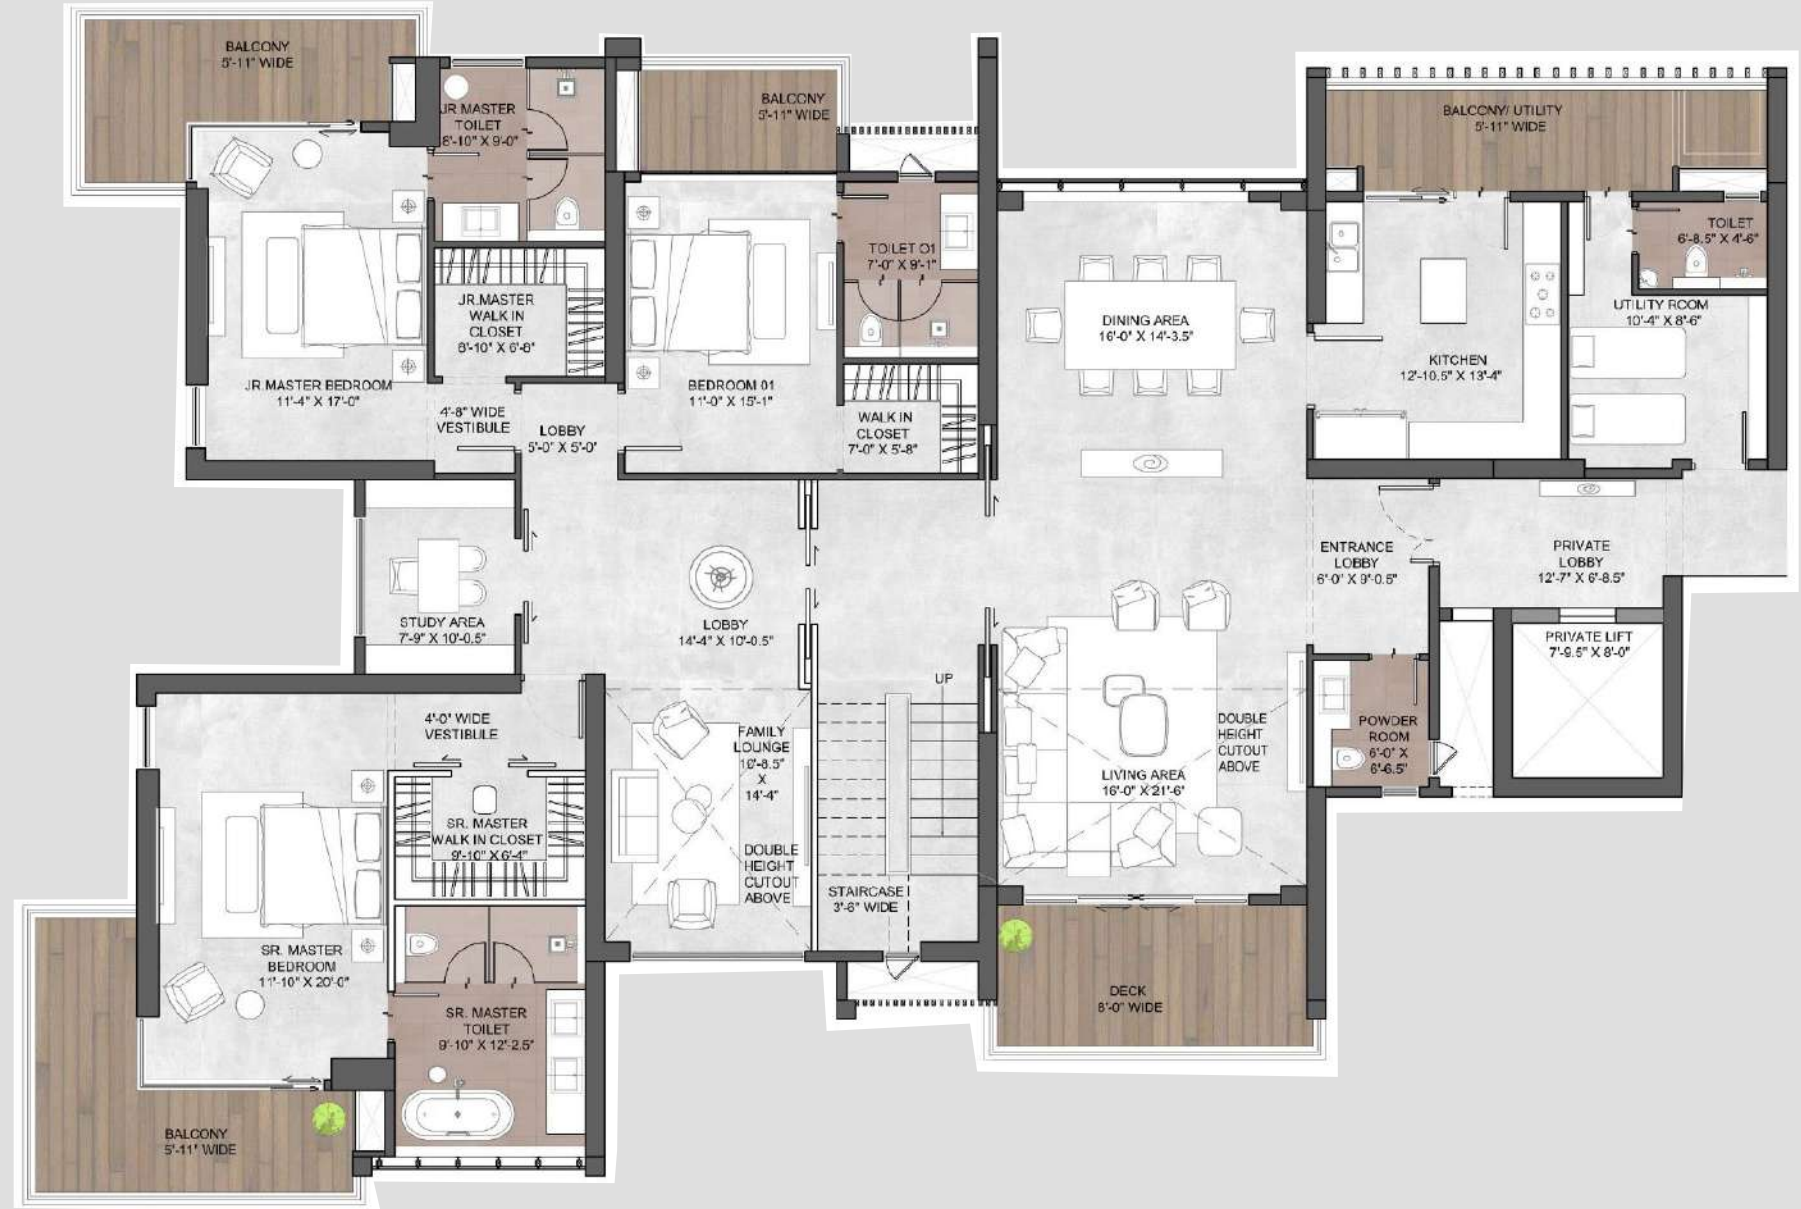 BALCONY
5'-11" WIDE
JR.MASTER
TOILET
8'-10" X 9'-0"
BALCONY
5'-11" WIDE
BALCONY/ UTILITY
5'-11" WIDE
TOILET 01
7'-0" X 9'-1"
TOILET
6'-8.5" X 4'-6"
JR.MASTER
WALK IN
CLOSET
8'-10" X 6'-8"
DINING AREA
16'-0" X 14'-3.5"
UTILITY ROOM
10'-4" X 8'-6"
KITCHEN
12'-10.5" X 13'-4"
JR.MASTER BEDROOM
11'-4" X 17'-0"
BEDROOM 01
11'-0" X 15'-1"
4'-8" WIDE
VESTIBULE
LOBBY
5'-0" X 5'-0"
WALK IN
CLOSET
7'-0" X 5'-8"
ENTRANCE
LOBBY
6'-0" X 9'-0.5"
PRIVATE
LOBBY
12'-7" X 6'-8.5"
STUDY AREA
7'-9" X 10'-0.5"
LOBBY
14'-4" X 10'-0.5"
PRIVATE LIFT
7'-9.5" X 8'-0"
UP
4'-0" WIDE
VESTIBULE
FAMILY
LOUNGE
16'-8.5"
X
14'-4"
DOUBLE
HEIGHT
CUTOUT
ABOVE
POWDER
ROOM
6'-0" X
6'-6.5"
LIVING AREA
16'-0" X 21'-6"
SR. MASTER
WALK IN CLOSET
9'-10" X 6'-4"
DOUBLE
HEIGHT
CUTOUT
ABOVE
STAIRCASE
3'-6" WIDE
SR. MASTER
BEDROOM
11'-10" X 20'-0"
SR. MASTER
TOILET
9'-10" X 12'-2.5"
DECK
8'-0" WIDE
BALCONY
5'-11" WIDE